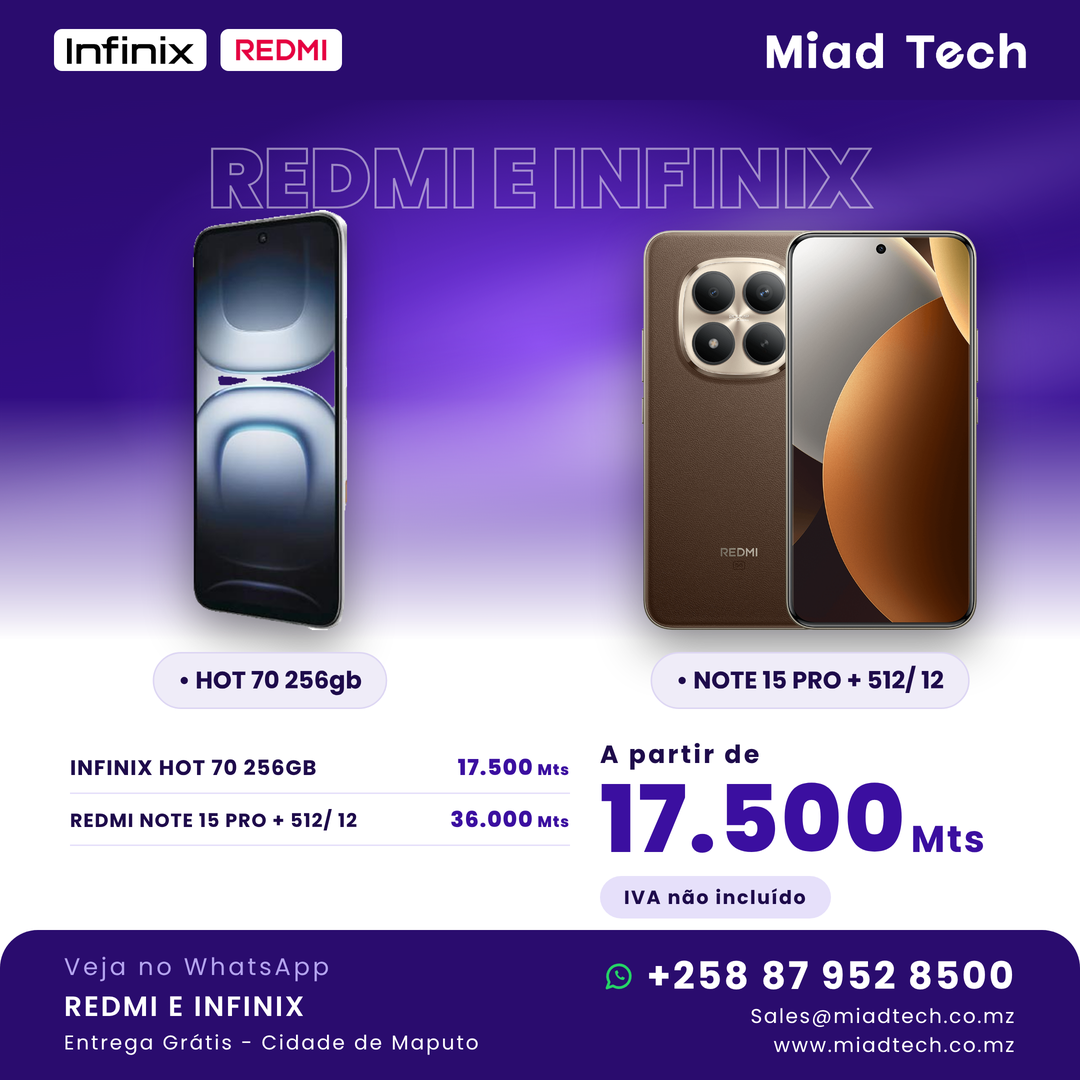 Infinix REDMI Miad Tech
REDMI E INFINIX
REDMI
• HOT 70 256gb
• NOTE 15 PRO + 512/ 12
INFINIX HOT 70 256GB 17.500 Mts
REDMI NOTE 15 PRO + 512/ 12 36.000 Mts
A partir de
17.500 Mts
IVA não incluído
Veja no WhatsApp
REDMI E INFINIX
Entrega Grátis - Cidade de Maputo
+258 87 952 8500
Sales@miadtech.co.mz
www.miadtech.co.mz